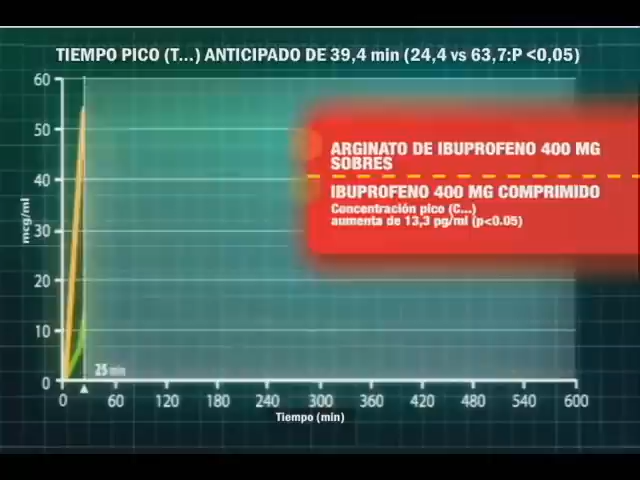 TIEMPO PICO (T...) ANTICIPADO DE 39,4 min (24,4 vs 63,7:P <0,05)
60
50
40
30
20
10
0
mcg/ml
ARGINATO DE IBUPROFENO 400 MG
SOBRES
IBUPROFENO 400 MG COMPRIMIDO
Concentración pico (C...)
aumenta de 13,3 pg/ml (p<0.05)
25 min
0 60 120 180 240 300 360 420 480 540 600
Tiempo (min)